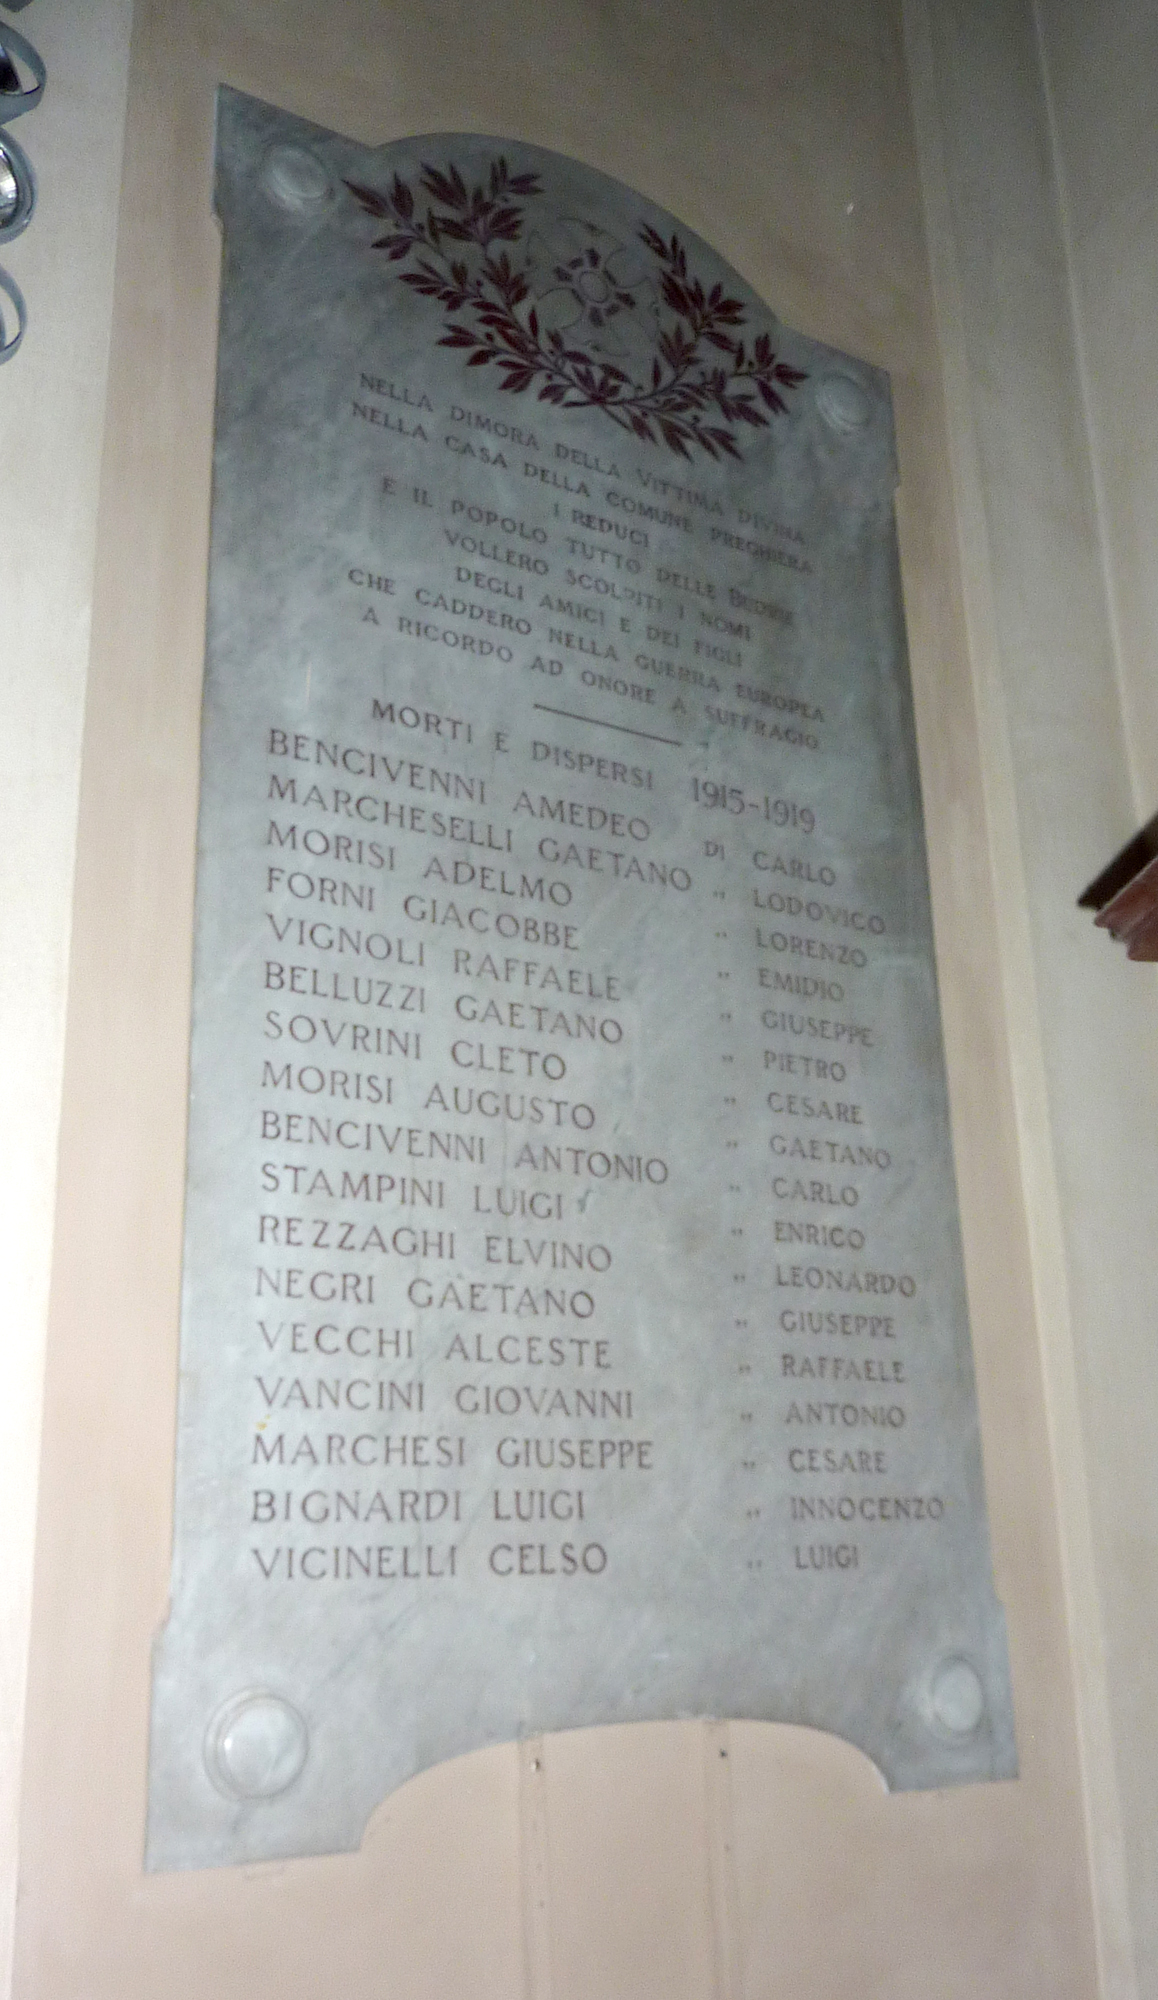 NELLA DIMORA DELLA VITTIMA DIVINA
NELLA CASA DELLA COMUNE PREGHIERA
I REDUCI
E IL POPOLO TUTTO DELLE BUDRIE
VOLLERO SCOLPITI I NOMI
DEGLI AMICI E DEI FIGLI
CHE CADDERO NELLA GUERRA EUROPEA
A RICORDO AD ONORE A SUFFRAGIO
MORTI E DISPERSI 1915-1919
BENCIVENNI AMEDEO DI CARLO
MARCHESELLI GAETANO " LODOVICO
MORISI ADELMO " LORENZO
FORNI GIACOBBE " EMIDIO
VIGNOLI RAFFAELE " GIUSEPPE
BELLUZZI GAETANO " PIETRO
SOVRINI CLETO " CESARE
MORISI AUGUSTO " GAETANO
BENCIVENNI ANTONIO " CARLO
STAMPINI LUIGI " ENRICO
REZZAGHI ELVINO " LEONARDO
NEGRI GAETANO " GIUSEPPE
VECCHI ALCESTE " RAFFAELE
VANCINI GIOVANNI " ANTONIO
MARCHESI GIUSEPPE " CESARE
BIGNARDI LUIGI " INNOCENZO
VICINELLI CELSO " LUIGI